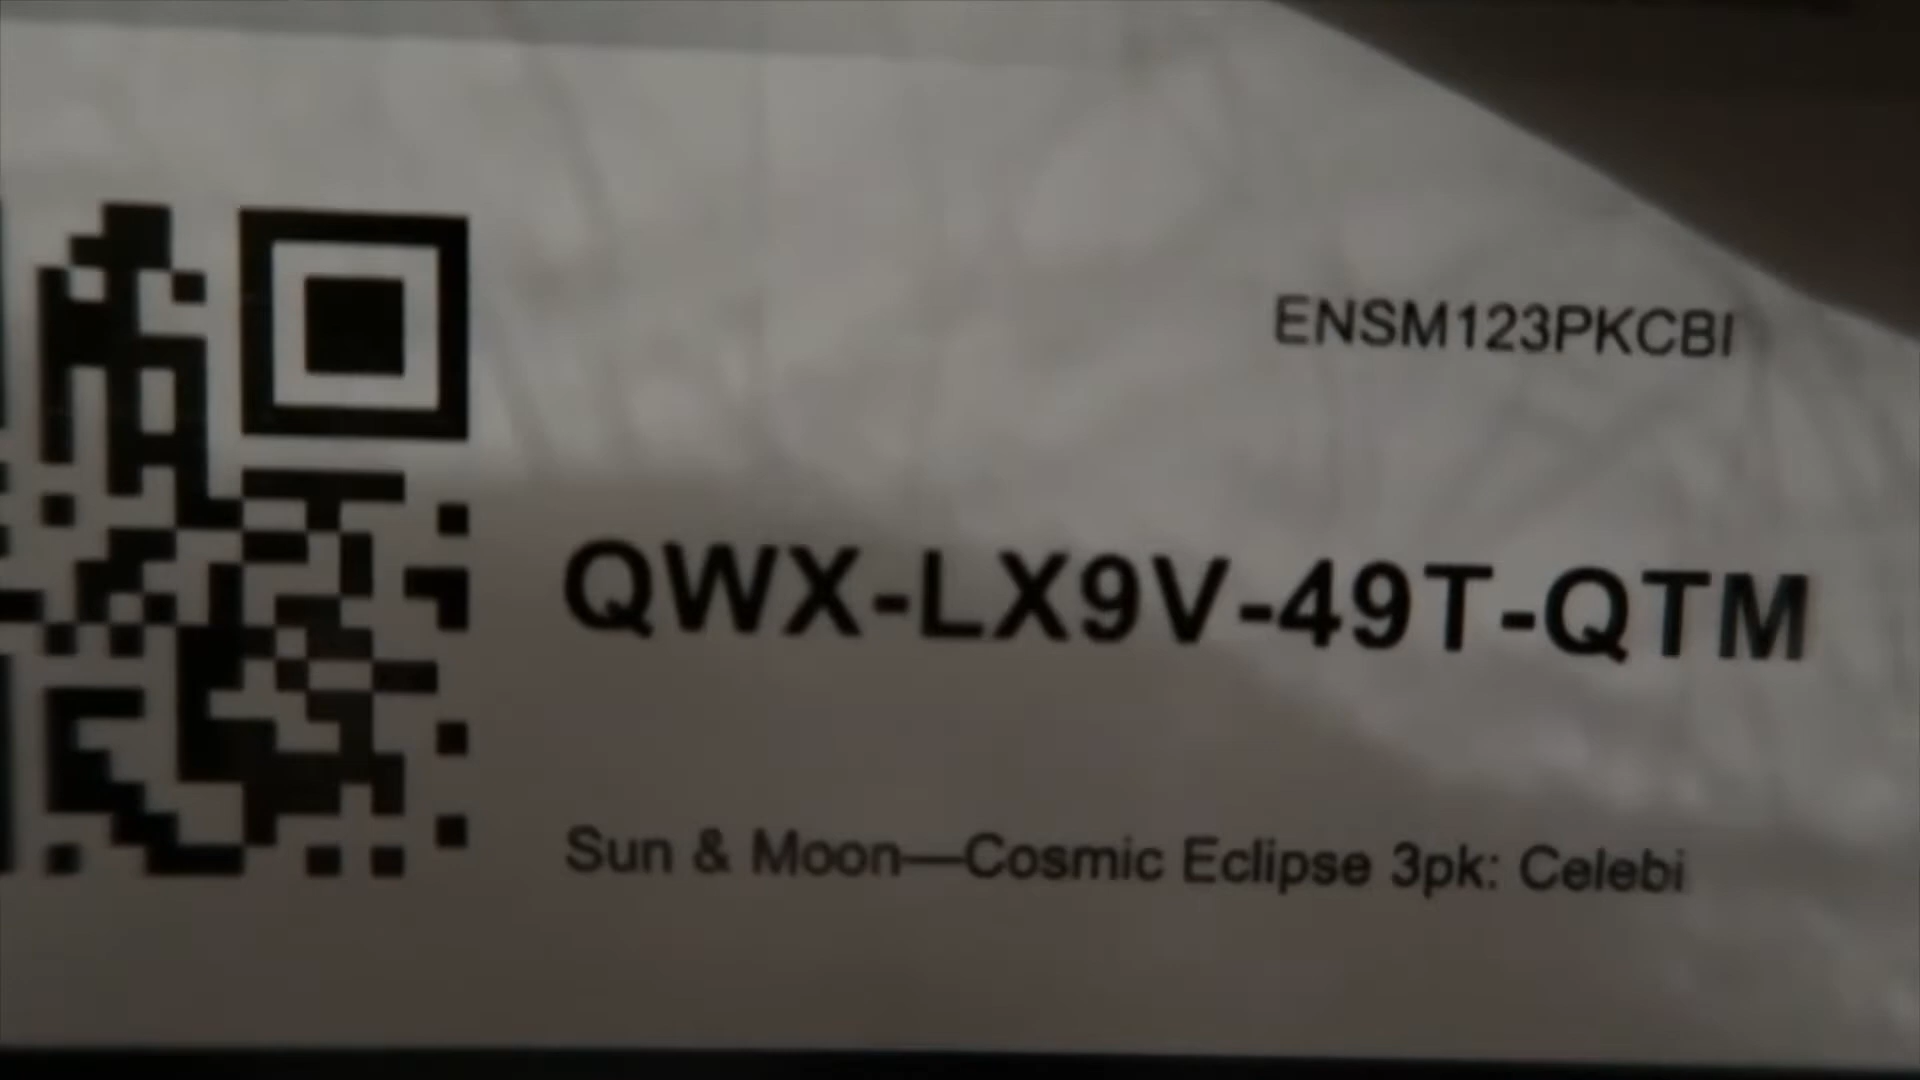 ENSM123PKCBI
QWX-LX9V-49T-QTM
Sun & Moon—Cosmic Eclipse 3pk: Celebi